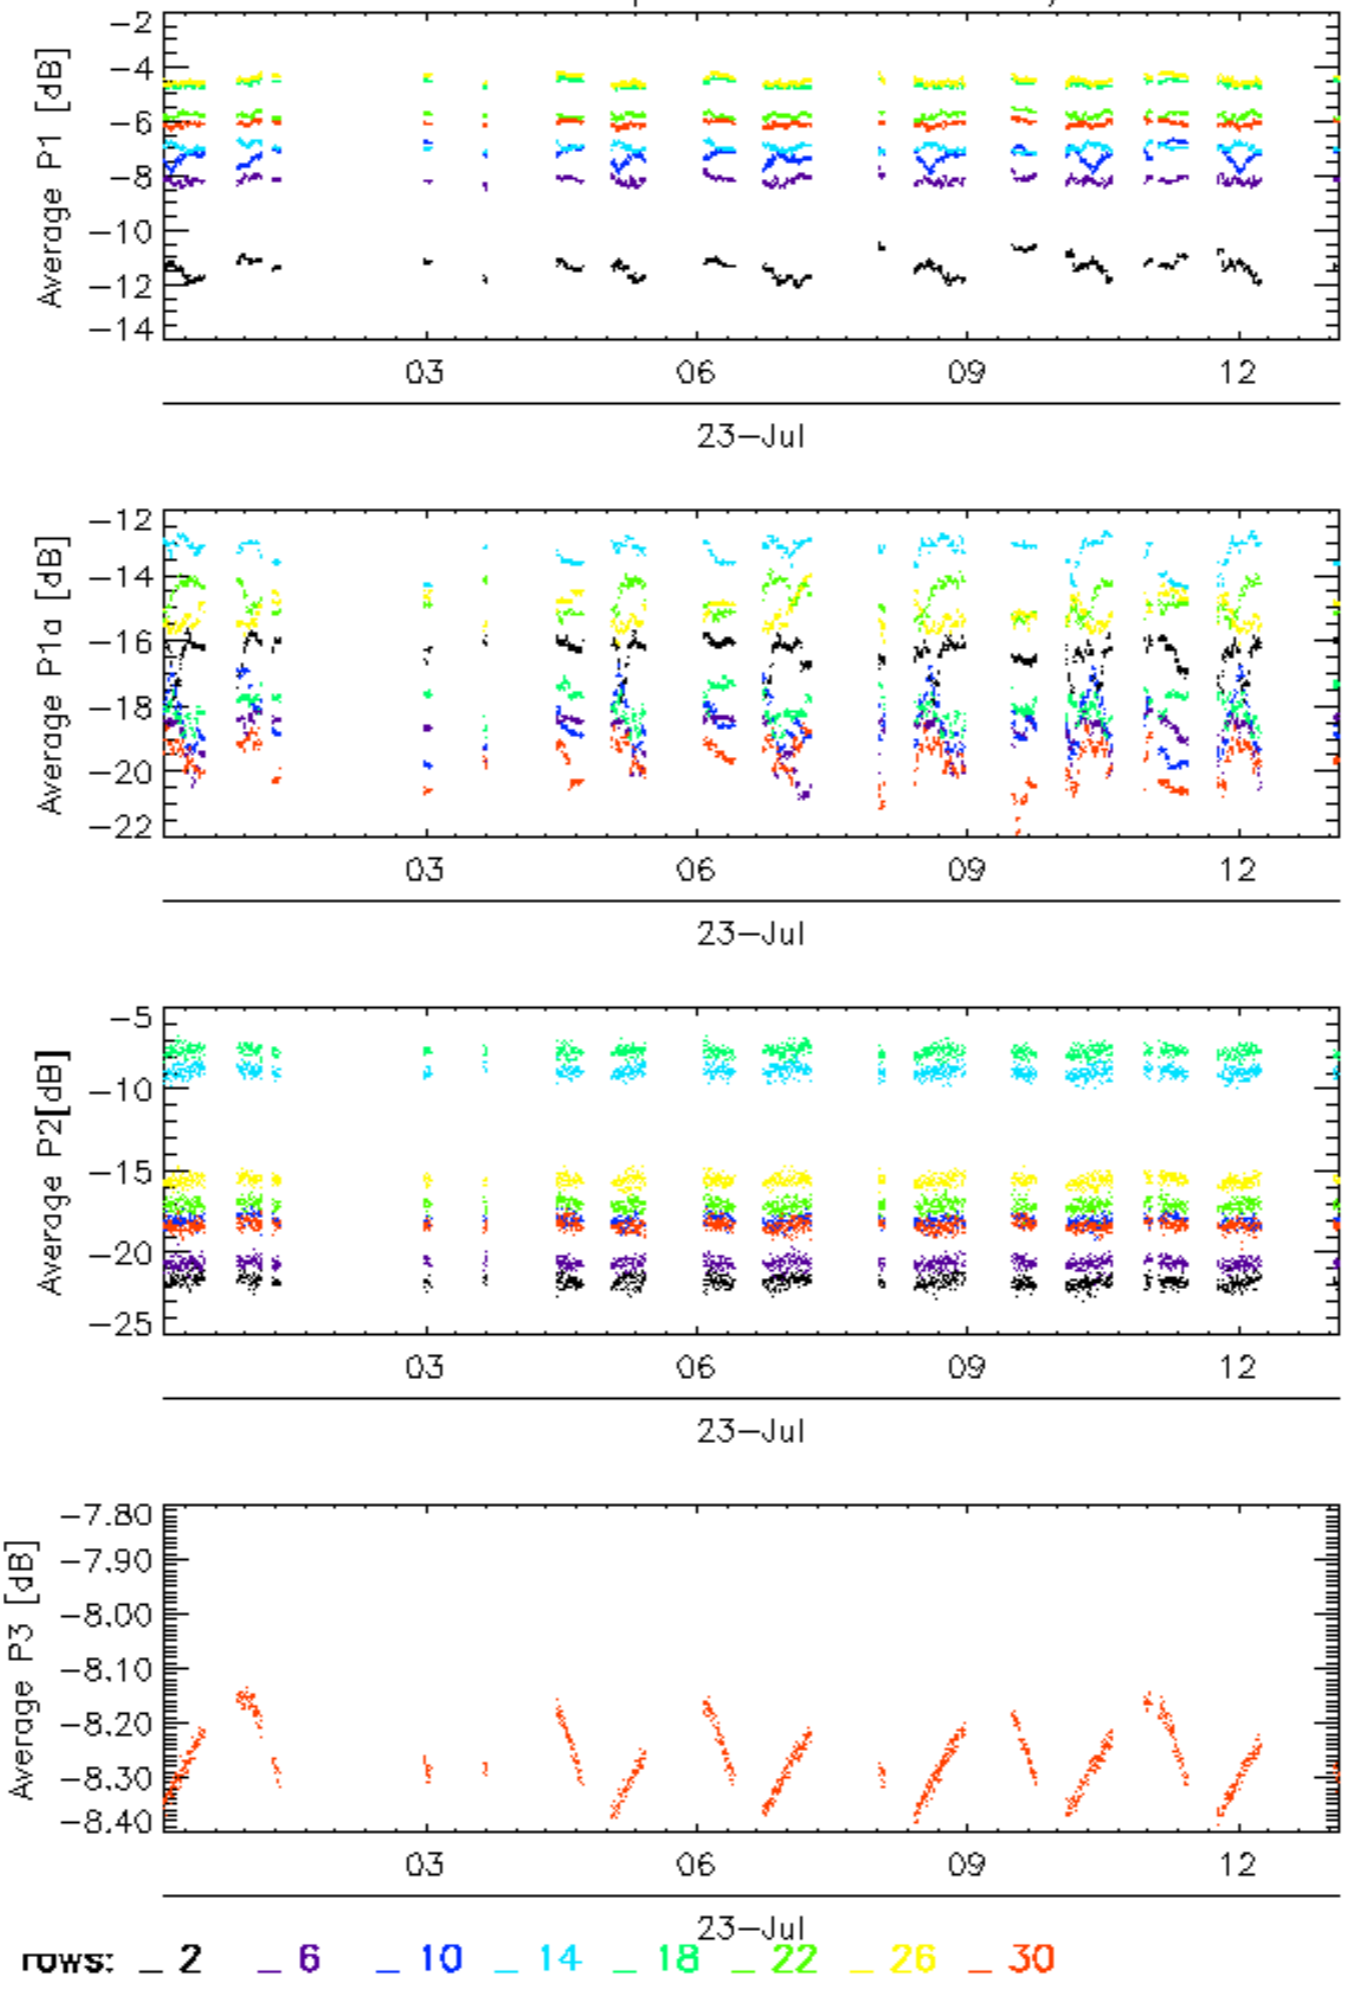 −2
−4
−6
−8
−10
−12
−14
Average P1 [dB]
03 06 09 12
23−Jul
−12
−14
−16
−18
−20
−22
Average P1a [dB]
03 06 09 12
23−Jul
−5
−10
−15
−20
−25
Average P2[dB]
03 06 09 12
23−Jul
−7.80
−7.90
−8.00
−8.10
−8.20
−8.30
−8.40
Average P3 [dB]
03 06 09 12
23−Jul
rows: _ 2 _ 6 _ 10 _ 14 _ 18 _ 22 _ 26 _ 30